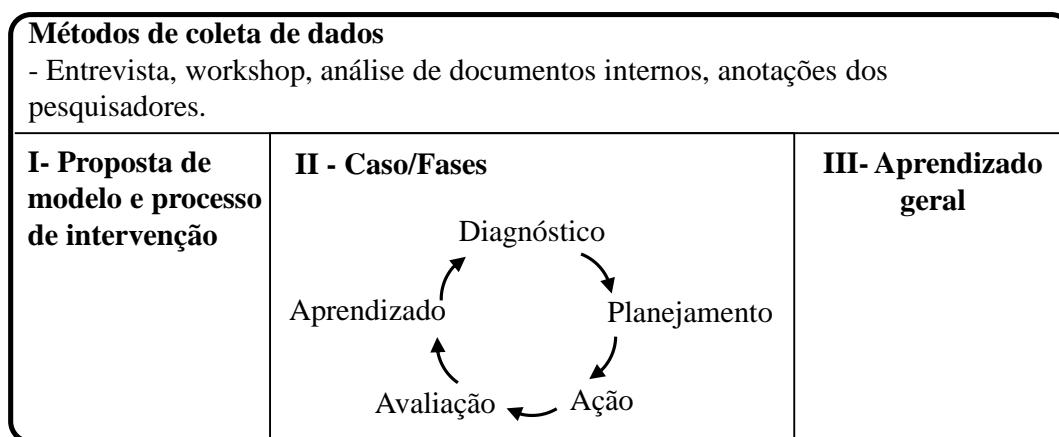 Métodos de coleta de dados
- Entrevista, workshop, análise de documentos internos, anotações dos
pesquisadores.
I- Proposta de
modelo e processo
de intervenção
II - Caso/Fases
Diagnóstico
Planejamento
Ação
Avaliação
Aprendizado
III- Aprendizado
geral